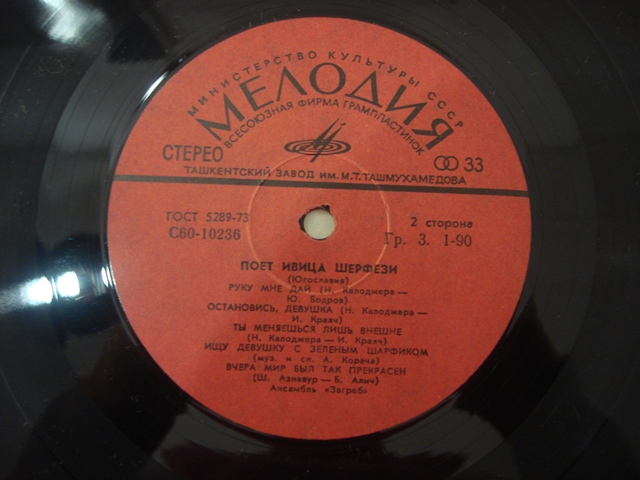 МИНИСТЕРСТВО КУЛЬТУРЫ СССР
МЕЛОДИЯ
ВСЕСОЮЗНАЯ ФИРМА ГРАМПЛАСТИНОК
СТЕРЕО
33
ТАШКЕНТСКИЙ ЗАВОД ИМ. М.Т. ТАШМУХАМЕДОВА
ГОСТ 5289-73
2 сторона
С60-10236
Гр. 3. 1-90
ПОЕТ ИВИЦА ШЕРФЕЗИ
(Югославия)
РУКУ МНЕ ДАЙ (Н. Калоджера —
Ю. Бодров)
ОСТАНОВИСЬ, ДЕВУШКА (Н. Калоджера —
И. Краяч)
ТЫ МЕНЯЕШЬСЯ ЛИШЬ ВНЕШНЕ
(Н. Калоджера — И. Краяч)
ИЩУ ДЕВУШКУ С ЗЕЛЕНЫМ ШАРФИКОМ
(муз. и сл. А. Корача)
ВЧЕРА МИР БЫЛ ТАК ПРЕКРАСЕН
(Ш. Азнавур — Б. Алич)
Ансамбль «Загреб»